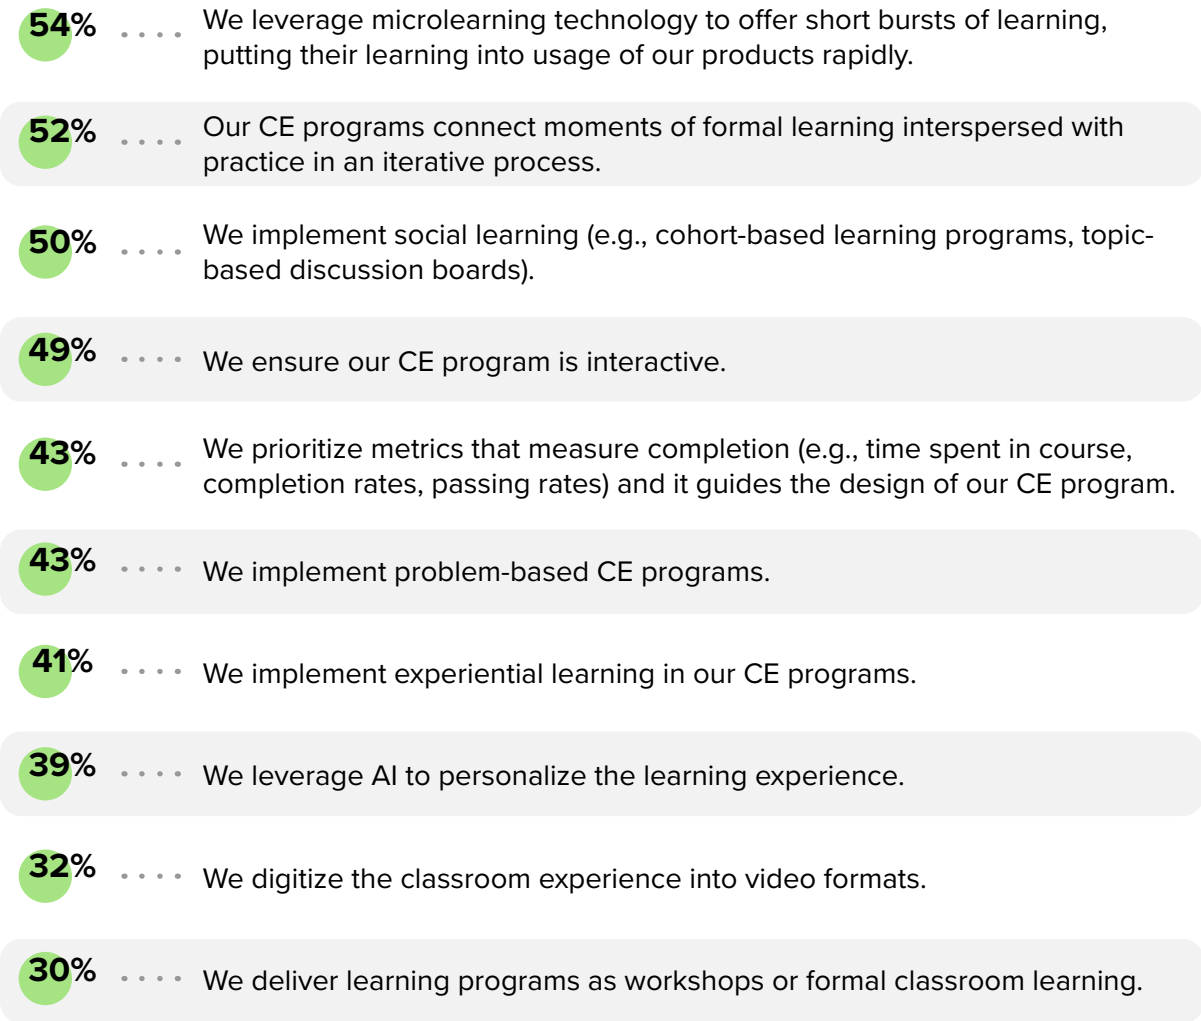 54% We leverage microlearning technology to offer short bursts of learning,
putting their learning into usage of our products rapidly.
52% Our CE programs connect moments of formal learning interspersed with
practice in an iterative process.
50% We implement social learning (e.g., cohort-based learning programs, topic-
based discussion boards).
49% We ensure our CE program is interactive.
43% We prioritize metrics that measure completion (e.g., time spent in course,
completion rates, passing rates) and it guides the design of our CE program.
43% We implement problem-based CE programs.
41% We implement experiential learning in our CE programs.
39% We leverage AI to personalize the learning experience.
32% We digitize the classroom experience into video formats.
30% We deliver learning programs as workshops or formal classroom learning.